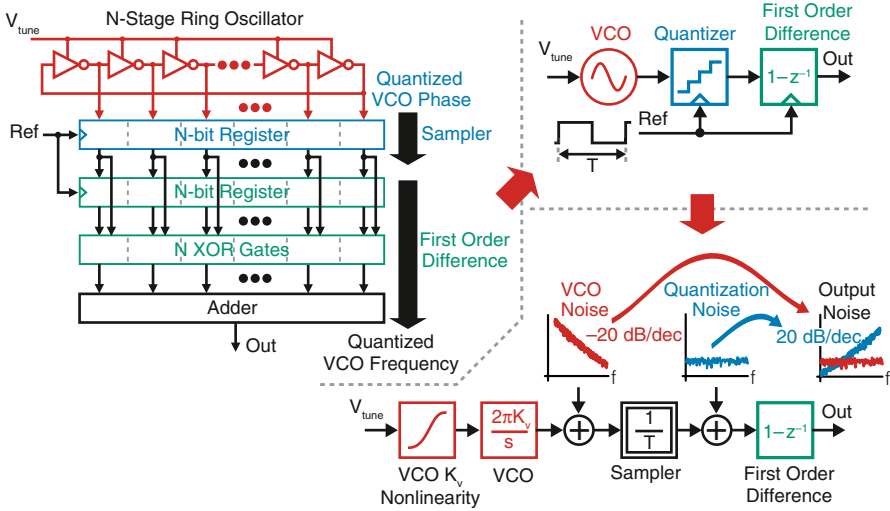 N-Stage Ring Oscillator
V_tune
Quantized
VCO Phase
Ref
N-bit Register
Sampler
N-bit Register
N XOR Gates
First Order
Difference
Adder
Out
Quantized
VCO Frequency
VCO
Quantizer
First Order
Difference
V_tune
1–z⁻¹
Out
Ref
T
VCO
Noise
–20 dB/dec
f
Quantization
Noise
f
Output
Noise
20 dB/dec
f
V_tune
2πK_v
s
1
T
1–z⁻¹
Out
VCO K_v
Nonlinearity
VCO
Sampler
First Order
Difference